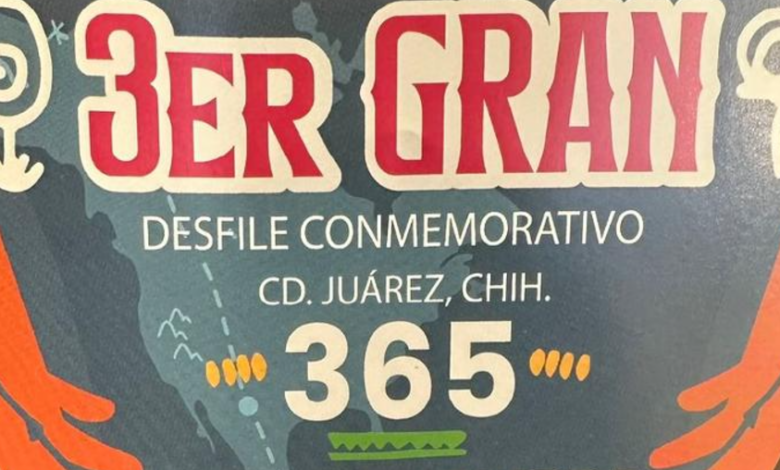 3ER GRAN
DESFILE CONMEMORATIVO
CD. JUÁREZ, CHIH.
365